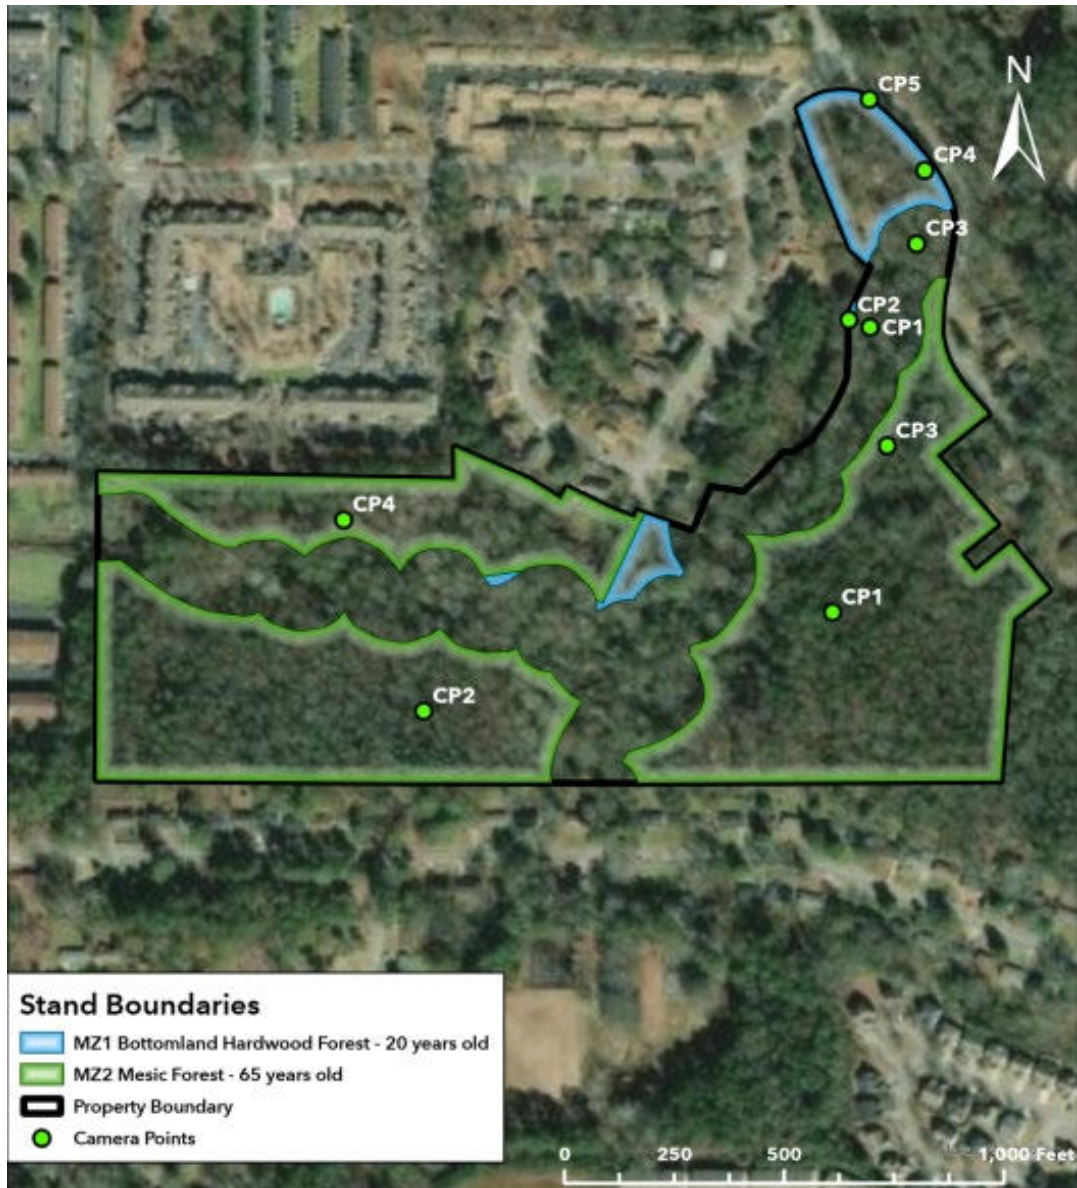 N
CP5
CP4
CP3
CP2
CP1
CP3
CP4
CP1
CP2
Stand Boundaries
MZ1 Bottomland Hardwood Forest - 20 years old
MZ2 Mesic Forest - 65 years old
Property Boundary
Camera Points
0 250 500 1,000 Feet